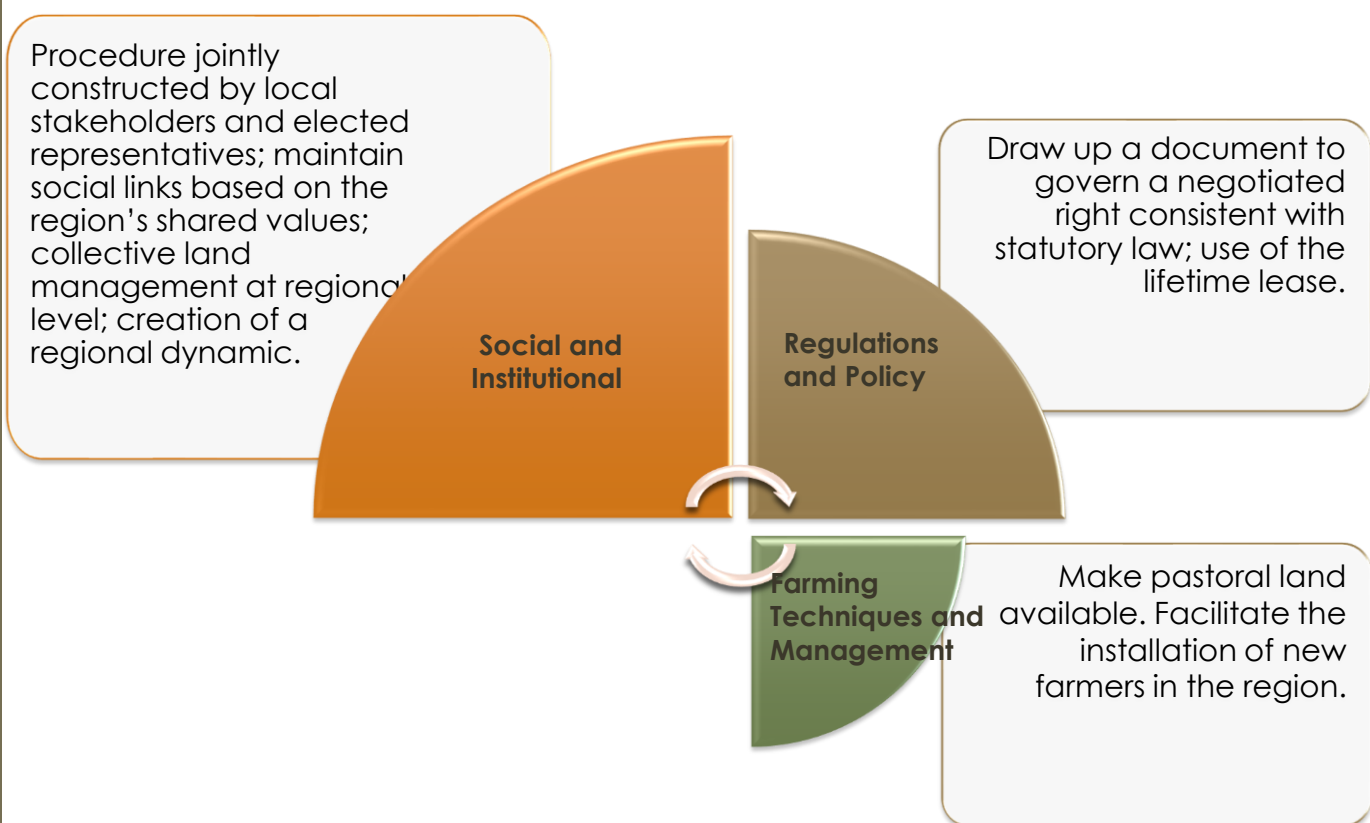 Procedure jointly
constructed by local
stakeholders and elected
representatives; maintain
social links based on the
region's shared values;
collective land
management at regional
level; creation of a
regional dynamic.
Social and
Institutional
Draw up a document to
govern a negotiated
right consistent with
statutory law; use of the
lifetime lease.
Regulations
and Policy
Farming
Techniques and
Management
Make pastoral land
available. Facilitate the
installation of new
farmers in the region.